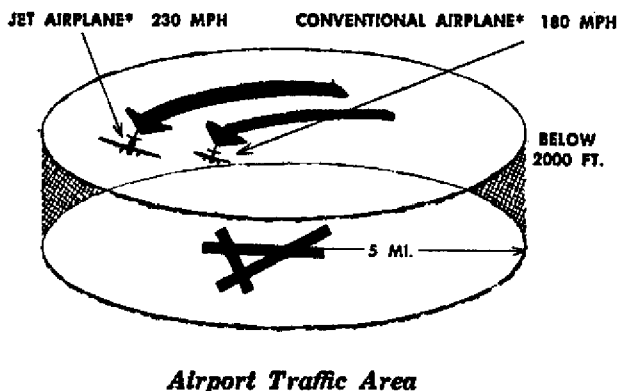 JET AIRPLANE* 230 MPH
CONVENTIONAL AIRPLANE* 180 MPH
BELOW
2000 FT.
5 MI.
Airport Traffic Area